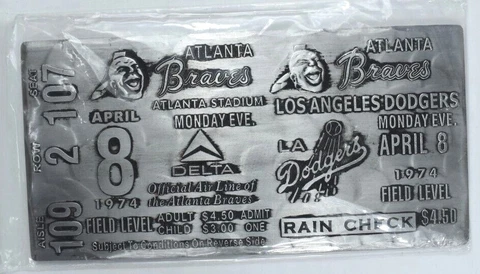 SEAT 107
ROW 2
AISLE 109
ATLANTA
Braves
ATLANTA STADIUM
MONDAY EVE.
APRIL
8
1974
DELTA
Official Air Line of
the Atlanta Braves
FIELD LEVEL
ADULT $4.50 ADMIT
CHILD $3.00 ONE
Subject To Conditions On Reverse Side
ATLANTA
Braves
LOS ANGELES DODGERS
MONDAY EVE.
LA
Dodgers
APRIL 8
1974
FIELD LEVEL
RAIN CHECK
$4.50